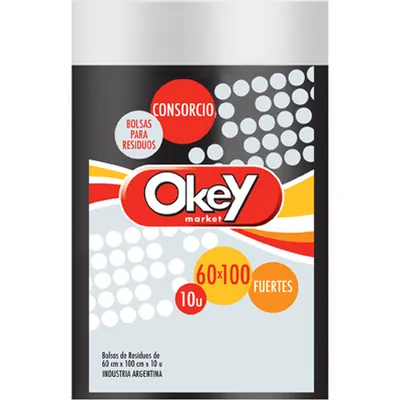 CONSORCIO
BOLSAS
PARA
RESIDUOS
Okey
market
60x100
10u
FUERTES
Bolsas de Residuos de
60 cm x 100 cm x 10 u
INDUSTRIA ARGENTINA